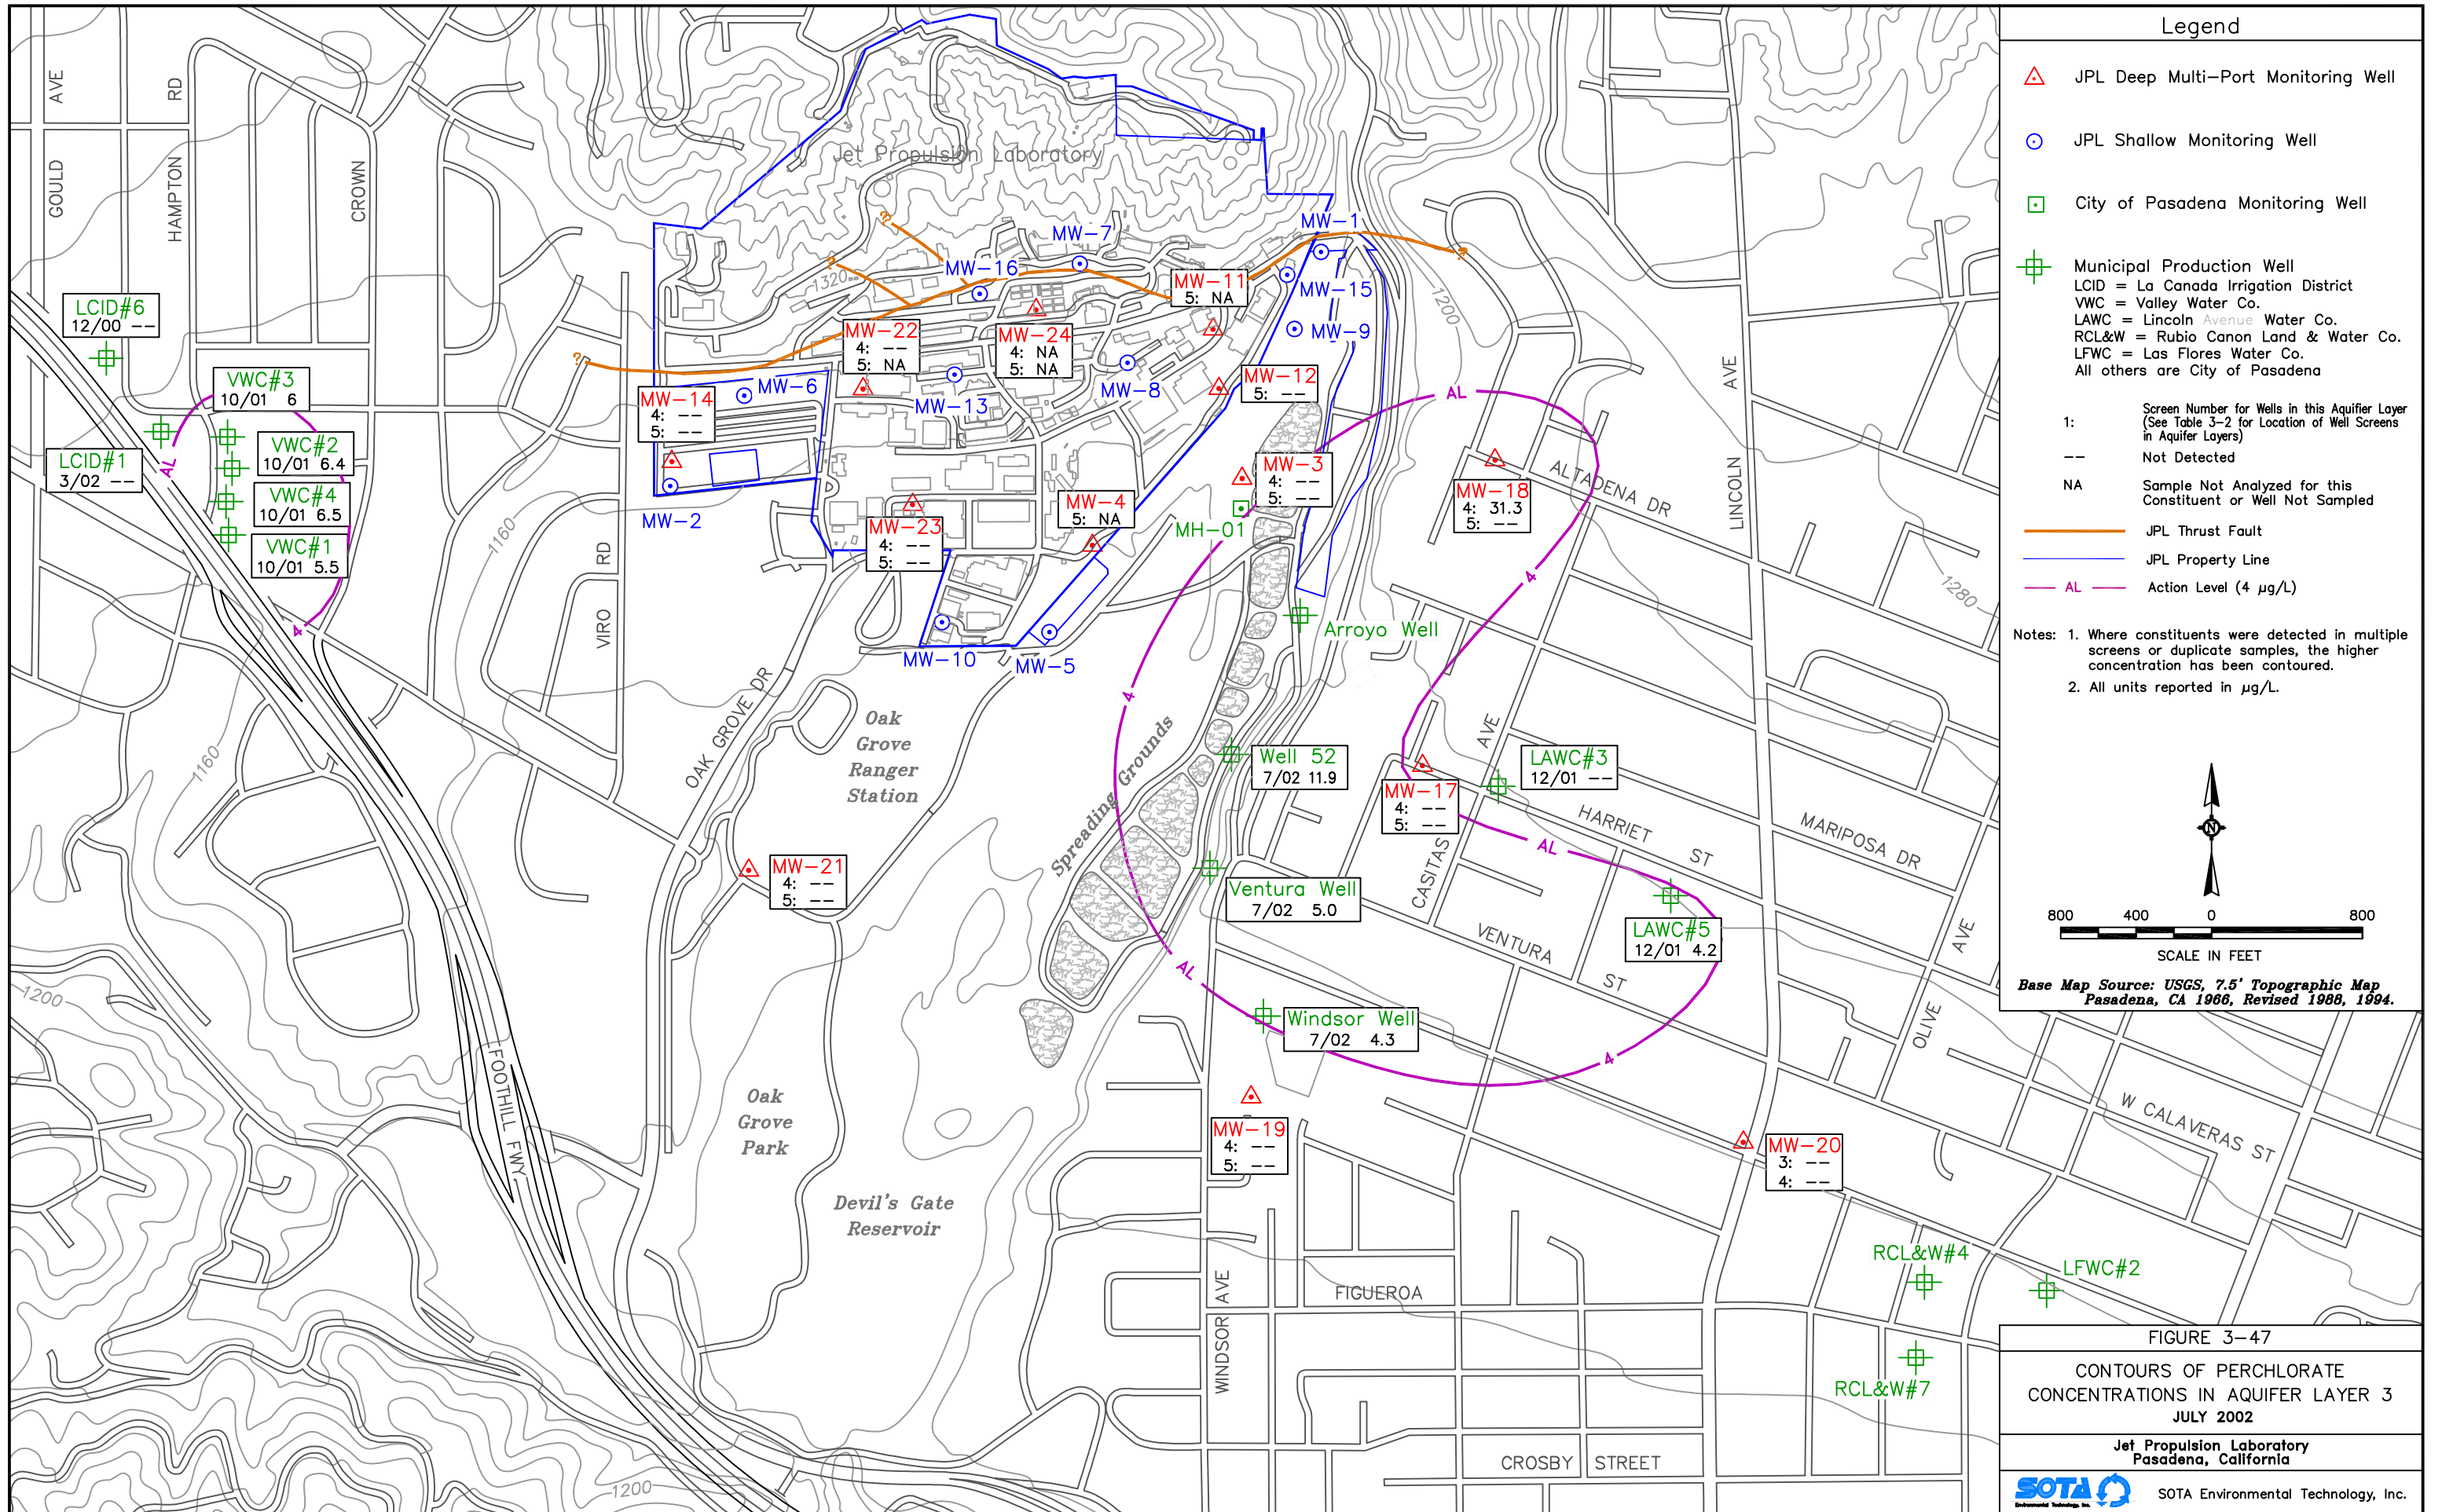 Legend
JPL Deep Multi-Port Monitoring Well
JPL Shallow Monitoring Well
City of Pasadena Monitoring Well
Municipal Production Well
LCID = La Canada Irrigation District
VWC = Valley Water Co.
LAWC = Lincoln Avenue Water Co.
RCL&W = Rubio Canon Land & Water Co.
LFWC = Las Flores Water Co.
All others are City of Pasadena
1: Screen Number for Wells in this Aquifier Layer
(See Table 3-2 for Location of Well Screens
in Aquifer Layers)
-- Not Detected
NA Sample Not Analyzed for this
Constituent or Well Not Sampled
JPL Thrust Fault
JPL Property Line
AL Action Level (4 µg/L)
Notes: 1. Where constituents were detected in multiple
screens or duplicate samples, the higher
concentration has been contoured.
2. All units reported in µg/L.
N
800 400 0 800
SCALE IN FEET
Base Map Source: USGS, 7.5' Topographic Map
Pasadena, CA 1966, Revised 1988, 1994.
FIGURE 3-47
CONTOURS OF PERCHLORATE
CONCENTRATIONS IN AQUIFER LAYER 3
JULY 2002
Jet Propulsion Laboratory
Pasadena, California
SOTA
Environmental Technology, Inc.
SOTA Environmental Technology, Inc.
GOULD AVE
HAMPTON RD
CROWN
Jet Propulsion Laboratory
LCID#6
12/00 --
VWC#3
10/01 6
VWC#2
10/01 6.4
LCID#1
3/02 --
VWC#4
10/01 6.5
VWC#1
10/01 5.5
AL
4
1160
1160
VIRO RD
?
?
?
?
1320
MW-1
MW-7
MW-16
MW-11
5: NA
MW-15
MW-9
1200
MW-22
4: --
5: NA
MW-24
4: NA
5: NA
MW-6
MW-13
MW-8
MW-12
5: --
MW-14
4: --
5: --
MW-2
MW-23
4: --
5: --
MW-4
5: NA
MW-3
4: --
5: --
MH-01
MW-18
4: 31.3
5: --
AL
ALTADENA DR
LINCOLN AVE
1280
4
Arroyo Well
MW-10
MW-5
OAK GROVE DR
Oak
Grove
Ranger
Station
Spreading Grounds
4
Well 52
7/02 11.9
MW-17
4: --
5: --
LAWC#3
12/01 --
CASITAS AVE
HARRIET ST
MARIPOSA DR
AL
MW-21
4: --
5: --
Ventura Well
7/02 5.0
LAWC#5
12/01 4.2
VENTURA ST
OLIVE AVE
AL
Windsor Well
7/02 4.3
4
1200
FOOTHILL FWY
Oak
Grove
Park
Devil's Gate
Reservoir
MW-19
4: --
5: --
MW-20
3: --
4: --
W CALAVERAS ST
RCL&W#4
LFWC#2
RCL&W#7
FIGUEROA
WINDSOR AVE
CROSBY STREET
1200